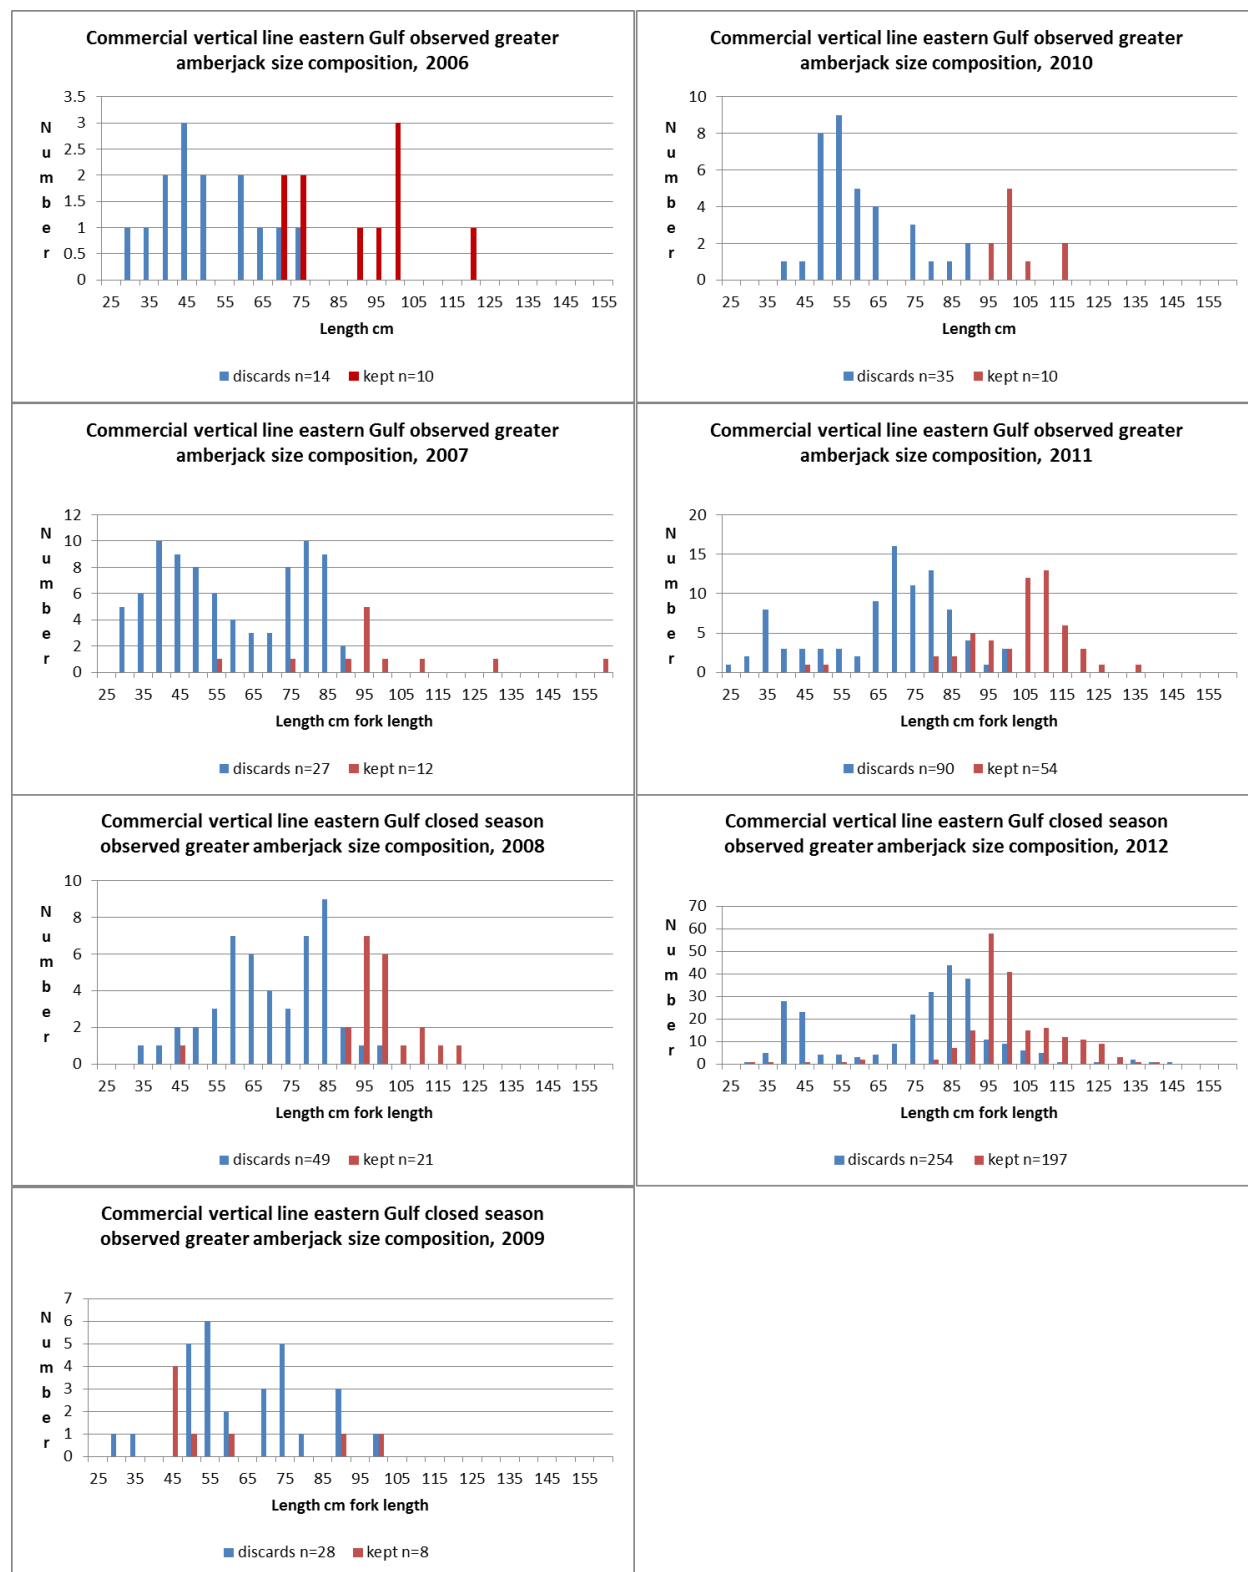 Commercial vertical line eastern Gulf observed greater
amberjack size composition, 2006
Number
3.5
3
2.5
2
1.5
1
0.5
0
25 35 45 55 65 75 85 95 105 115 125 135 145 155
Length cm
discards n=14 kept n=10
Commercial vertical line eastern Gulf observed greater
amberjack size composition, 2010
Number
10
8
6
4
2
0
25 35 45 55 65 75 85 95 105 115 125 135 145 155
Length cm
discards n=35 kept n=10
Commercial vertical line eastern Gulf observed greater
amberjack size composition, 2007
Number
12
10
8
6
4
2
0
25 35 45 55 65 75 85 95 105 115 125 135 145 155
Length cm fork length
discards n=27 kept n=12
Commercial vertical line eastern Gulf observed greater
amberjack size composition, 2011
Number
20
15
10
5
0
25 35 45 55 65 75 85 95 105 115 125 135 145 155
Length cm fork length
discards n=90 kept n=54
Commercial vertical line eastern Gulf closed season
observed greater amberjack size composition, 2008
Number
10
8
6
4
2
0
25 35 45 55 65 75 85 95 105 115 125 135 145 155
Length cm fork length
discards n=49 kept n=21
Commercial vertical line eastern Gulf closed season
observed greater amberjack size composition, 2012
Number
70
60
50
40
30
20
10
0
25 35 45 55 65 75 85 95 105 115 125 135 145 155
Length cm fork length
discards n=254 kept n=197
Commercial vertical line eastern Gulf closed season
observed greater amberjack size composition, 2009
Number
7
6
5
4
3
2
1
0
25 35 45 55 65 75 85 95 105 115 125 135 145 155
Length cm fork length
discards n=28 kept n=8